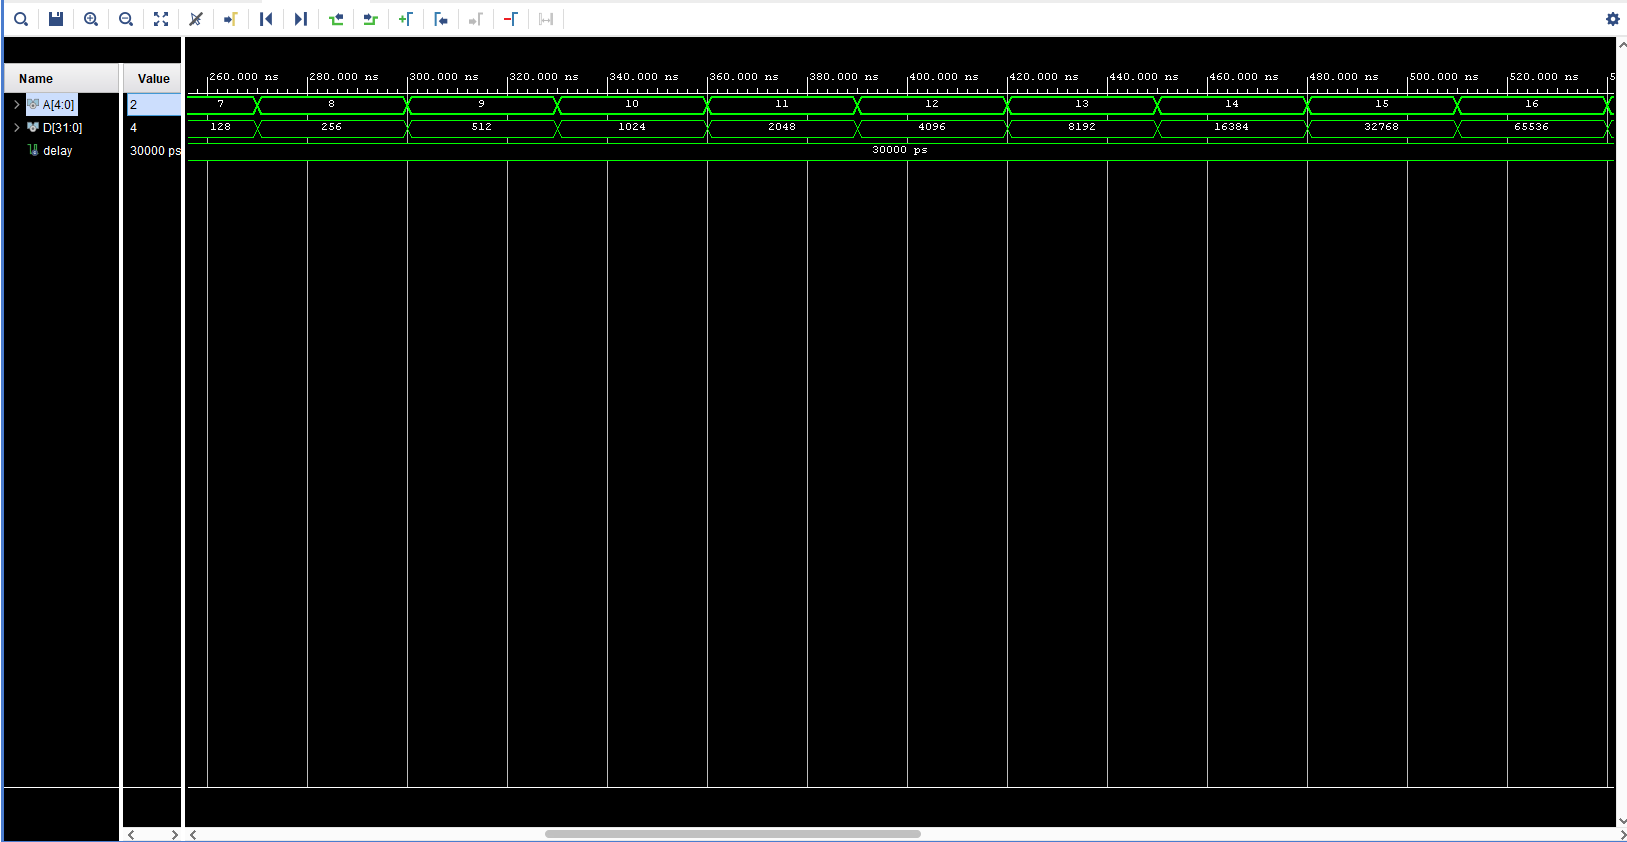 Name Value 260.000 ns 280.000 ns 300.000 ns 320.000 ns 340.000 ns 360.000 ns 380.000 ns 400.000 ns 420.000 ns 440.000 ns 460.000 ns 480.000 ns 500.000 ns 520.000 ns 5
A[4:0] 2 7 8 9 10 11 12 13 14 15 16
D[31:0] 4 128 256 512 1024 2048 4096 8192 16384 32768 65536
delay 30000 ps 30000 ps